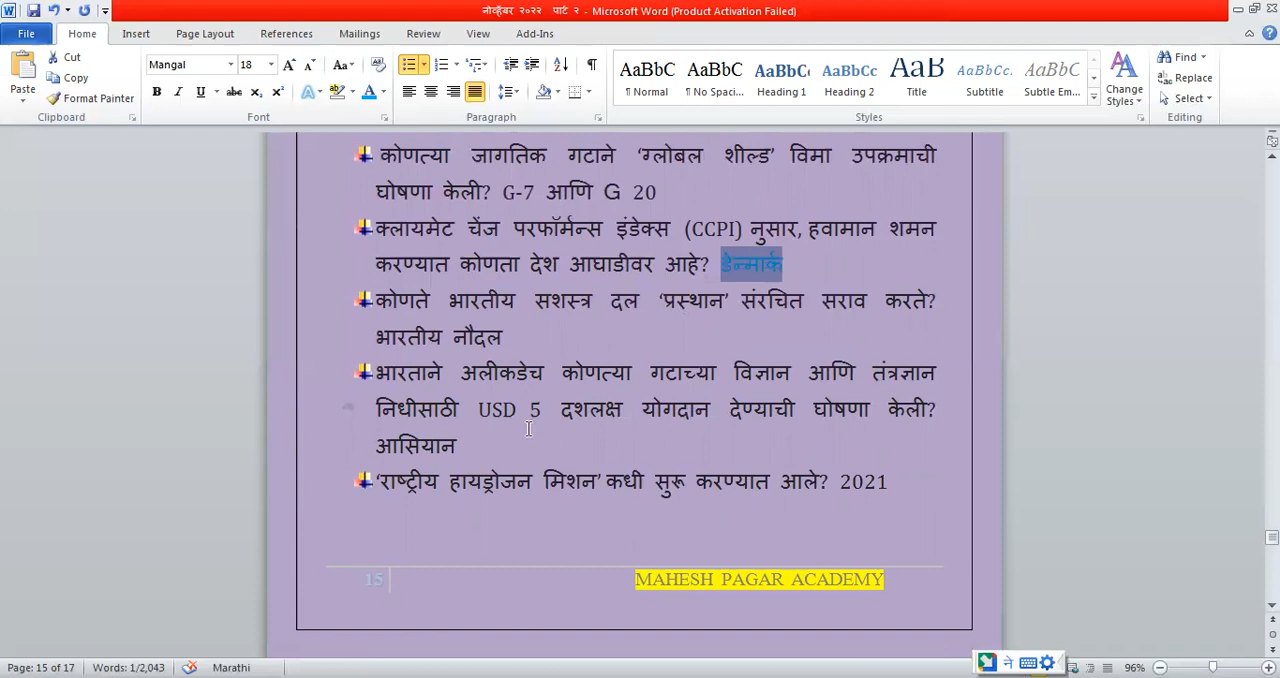 नोव्हेंबर २०२२ पार्ट २ - Microsoft Word (Product Activation Failed)
File Home Insert Page Layout References Mailings Review View Add-Ins
Paste
Cut
Copy
Format Painter
Clipboard
Mangal 18
Font
Paragraph
AaBbC AaBbC AaBbC AaBbCc AaB AaBbCc. AaBbC
¶ Normal ¶ No Spaci... Heading 1 Heading 2 Title Subtitle Subtle Em...
Styles
Change Styles
Find
Replace
Select
Editing
कोणत्या जागतिक गटाने ‘ग्लोबल शील्ड’ विमा उपक्रमाची
घोषणा केली? G-7 आणि G 20
क्लायमेट चेंज परफॉर्मन्स इंडेक्स (CCPI) नुसार, हवामान शमन
करण्यात कोणता देश आघाडीवर आहे? डेन्मार्क
कोणते भारतीय सशस्त्र दल ‘प्रस्थान’ संरचित सराव करते?
भारतीय नौदल
भारताने अलीकडेच कोणत्या गटाच्या विज्ञान आणि तंत्रज्ञान
निधीसाठी USD 5 दशलक्ष योगदान देण्याची घोषणा केली?
आसियान
‘राष्ट्रीय हायड्रोजन मिशन’ कधी सुरू करण्यात आले? 2021
15 MAHESH PAGAR ACADEMY
Page: 15 of 17 Words: 1/2,043 Marathi ने 96%